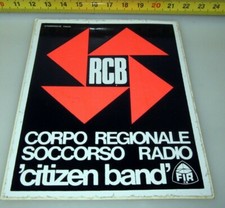 RCB
CORPO REGIONALE
SOCCORSO RADIO
'citizen band'
FIR